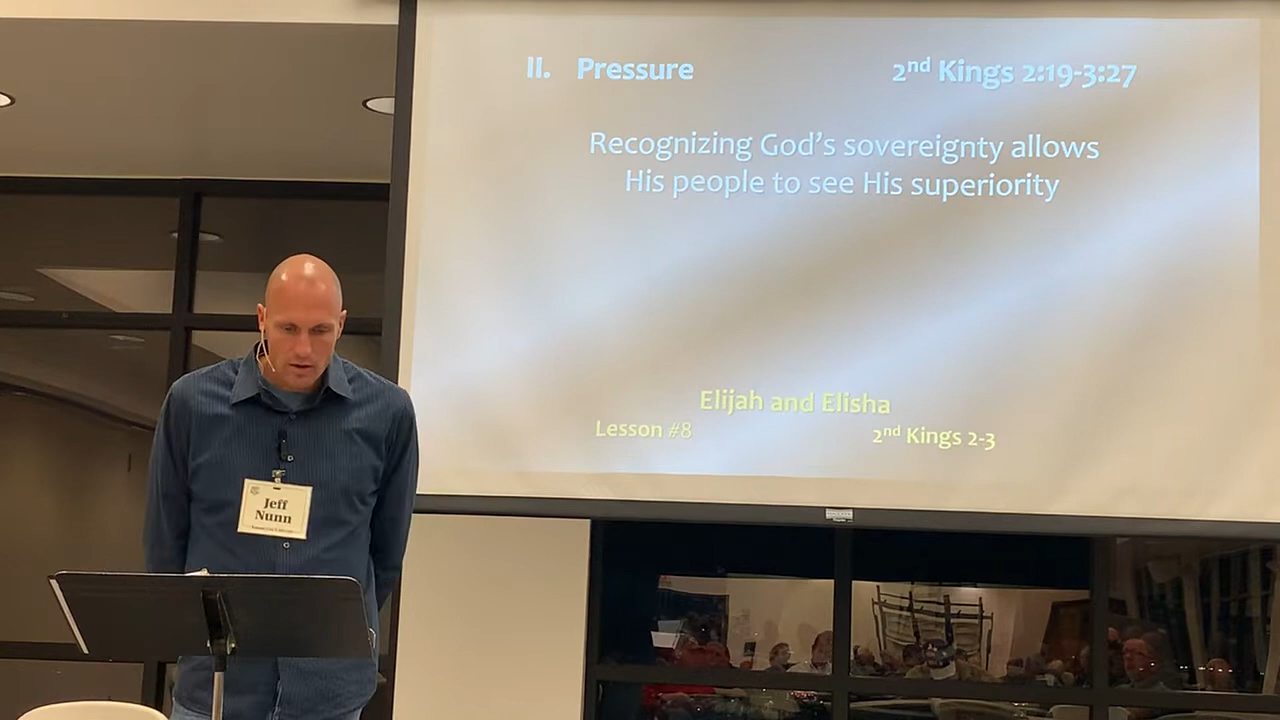 II. Pressure 2nd Kings 2:19-3:27
Recognizing God's sovereignty allows
His people to see His superiority
Elijah and Elisha
Lesson #8 2nd Kings 2-3
Jeff
Nunn